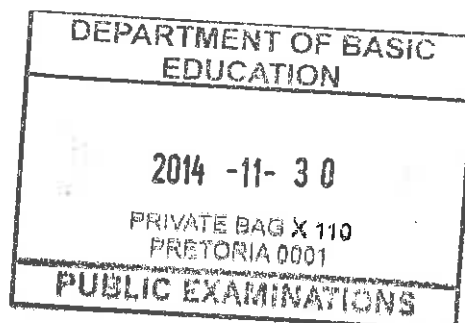 DEPARTMENT OF BASIC
EDUCATION
2014 -11- 30
PRIVATE BAG X 110
PRETORIA 0001
PUBLIC EXAMINATIONS